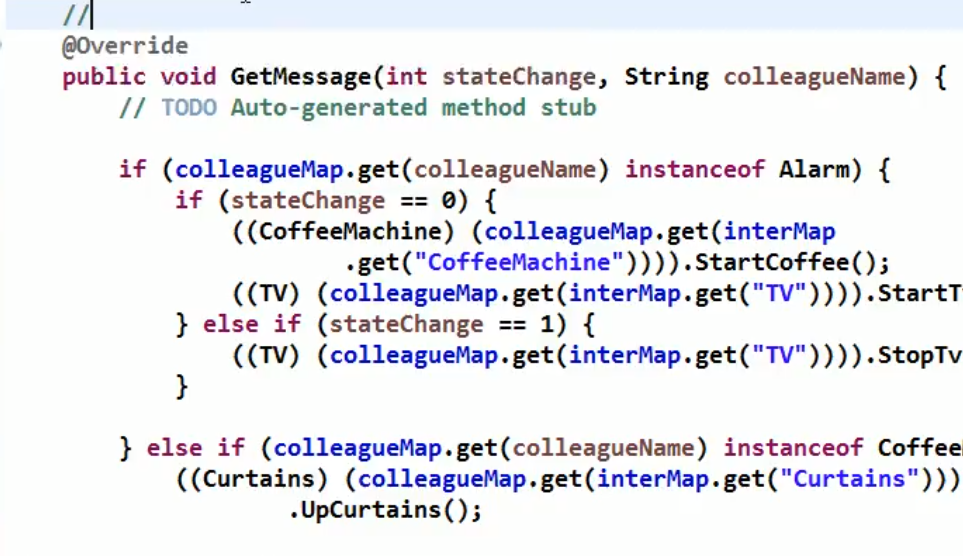 //
@Override
public void GetMessage(int stateChange, String colleagueName) {
// TODO Auto-generated method stub
if (colleagueMap.get(colleagueName) instanceof Alarm) {
if (stateChange == 0) {
((CoffeeMachine) (colleagueMap.get(interMap
.get("CoffeeMachine")))).StartCoffee();
((TV) (colleagueMap.get(interMap.get("TV")))).StartT
} else if (stateChange == 1) {
((TV) (colleagueMap.get(interMap.get("TV")))).StopTv
}
} else if (colleagueMap.get(colleagueName) instanceof Coffee
((Curtains) (colleagueMap.get(interMap.get("Curtains")))
.UpCurtains();